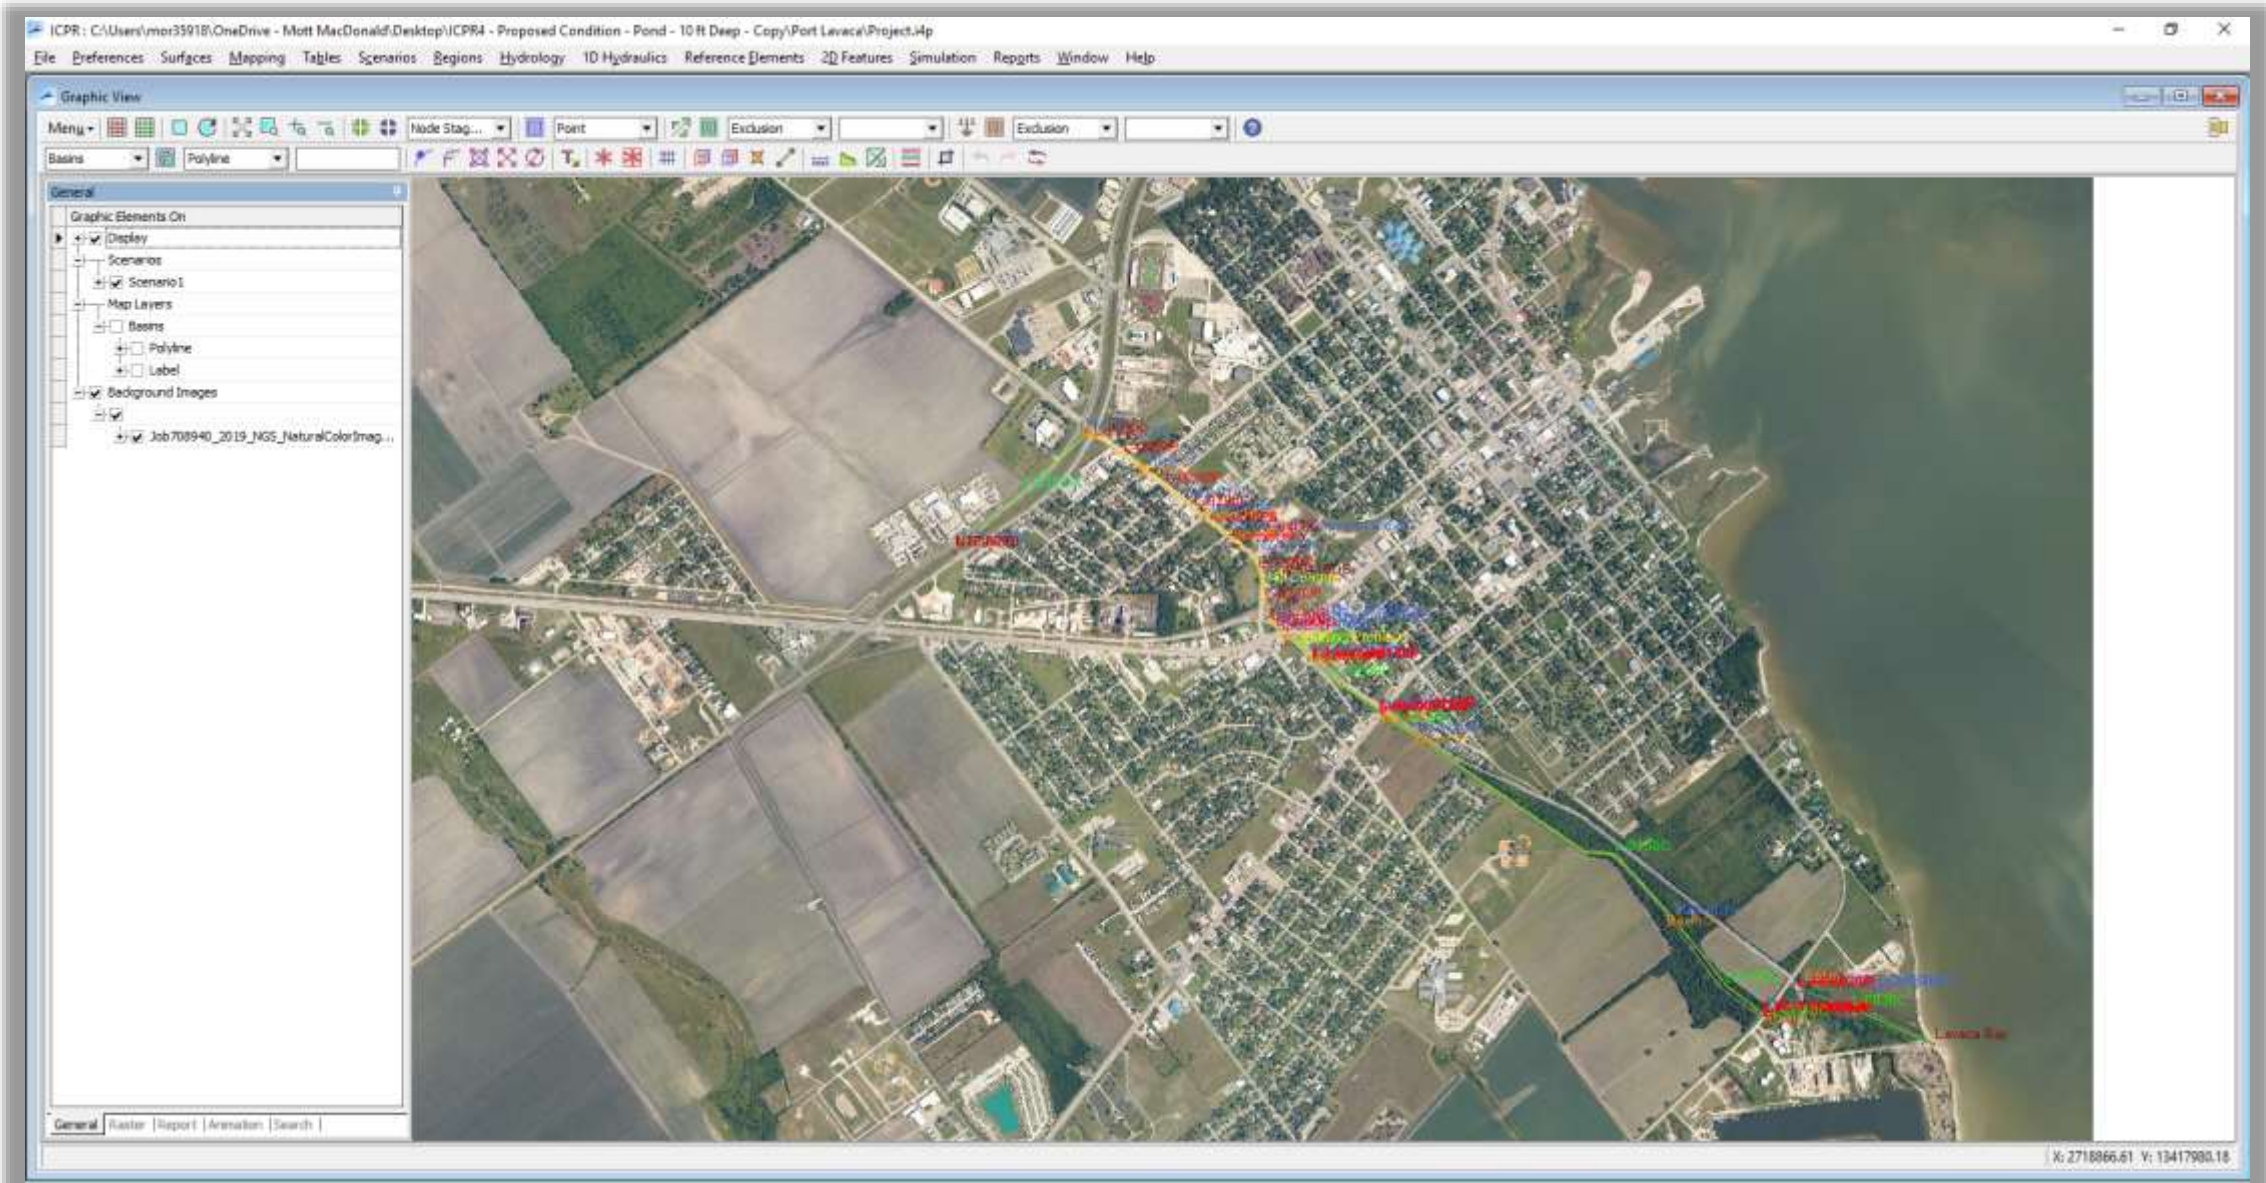 ICPR : C:\Users\mor35918\OneDrive - Mott MacDonald\Desktop\ICPR4 - Proposed Condition - Pond - 10 ft Deep - Copy\Port Lavaca\Project.i4p
File Preferences Surfaces Mapping Tables Scenarios Regions Hydrology 1D Hydraulics Reference Elements 2D Features Simulation Reports Window Help
Graphic View
Menu Node Stag... Point Exclusion Exclusion
Basins Polyline
General
Graphic Elements On
Display
Scenarios
Scenario1
Map Layers
Basins
Polyline
Label
Background Images
Job708940_2019_NGS_NaturalColorImag...
Lavaca Bay
General Raster Report Animation Search
X: 2718866.61 Y: 13417980.18